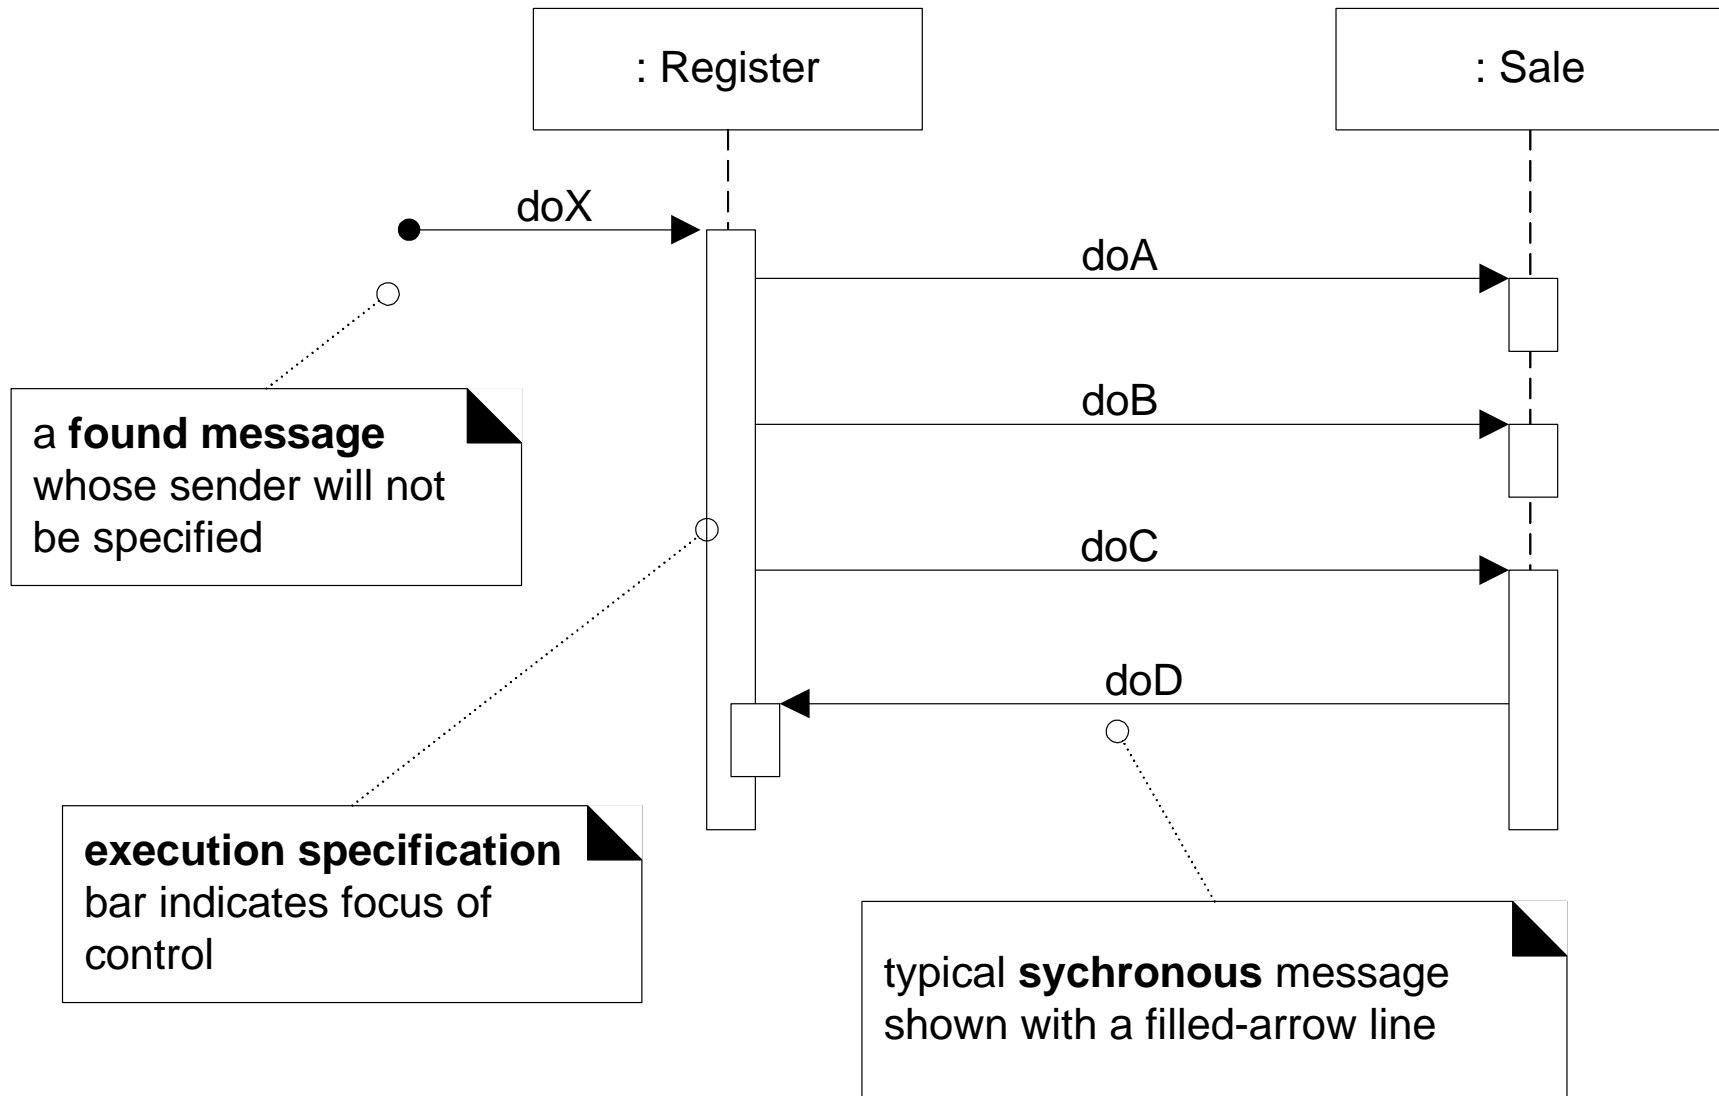 : Register
: Sale
doX
doA
doB
doC
doD
a found message
whose sender will not
be specified
execution specification
bar indicates focus of
control
typical sychronous message
shown with a filled-arrow line